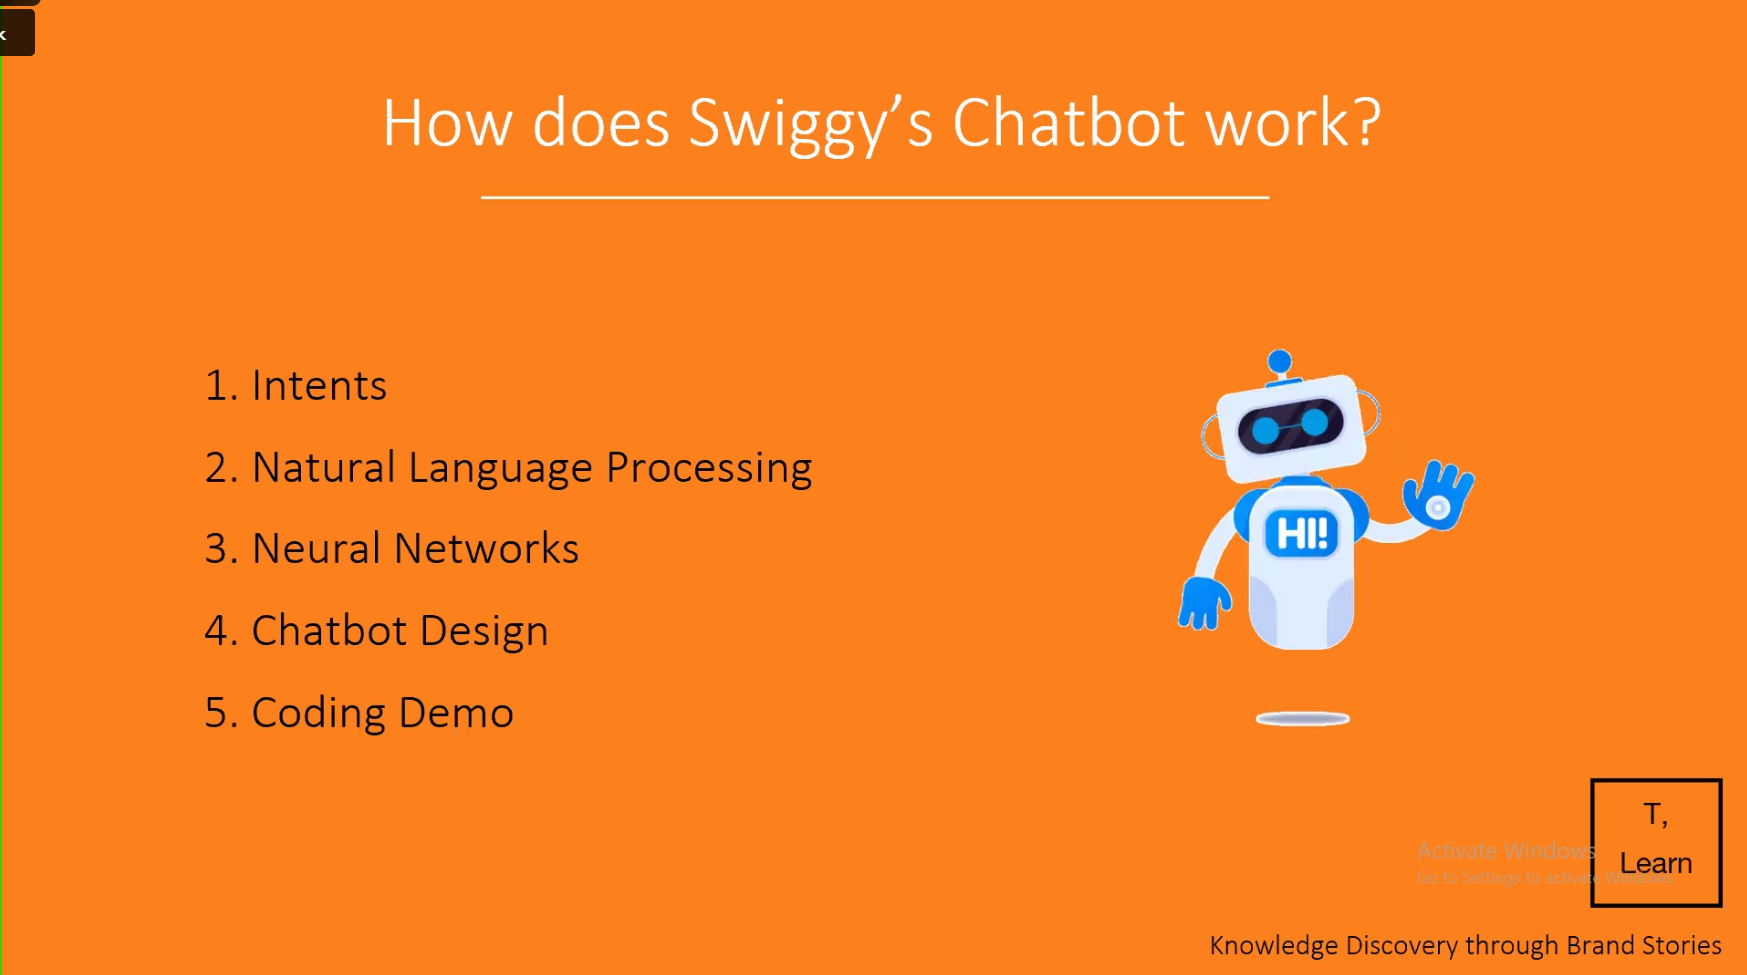 k
How does Swiggy’s Chatbot work?
1. Intents
2. Natural Language Processing
3. Neural Networks
4. Chatbot Design
5. Coding Demo
HI!
T,
Learn
Activate Windows
Go to Settings to activate Windows.
Knowledge Discovery through Brand Stories